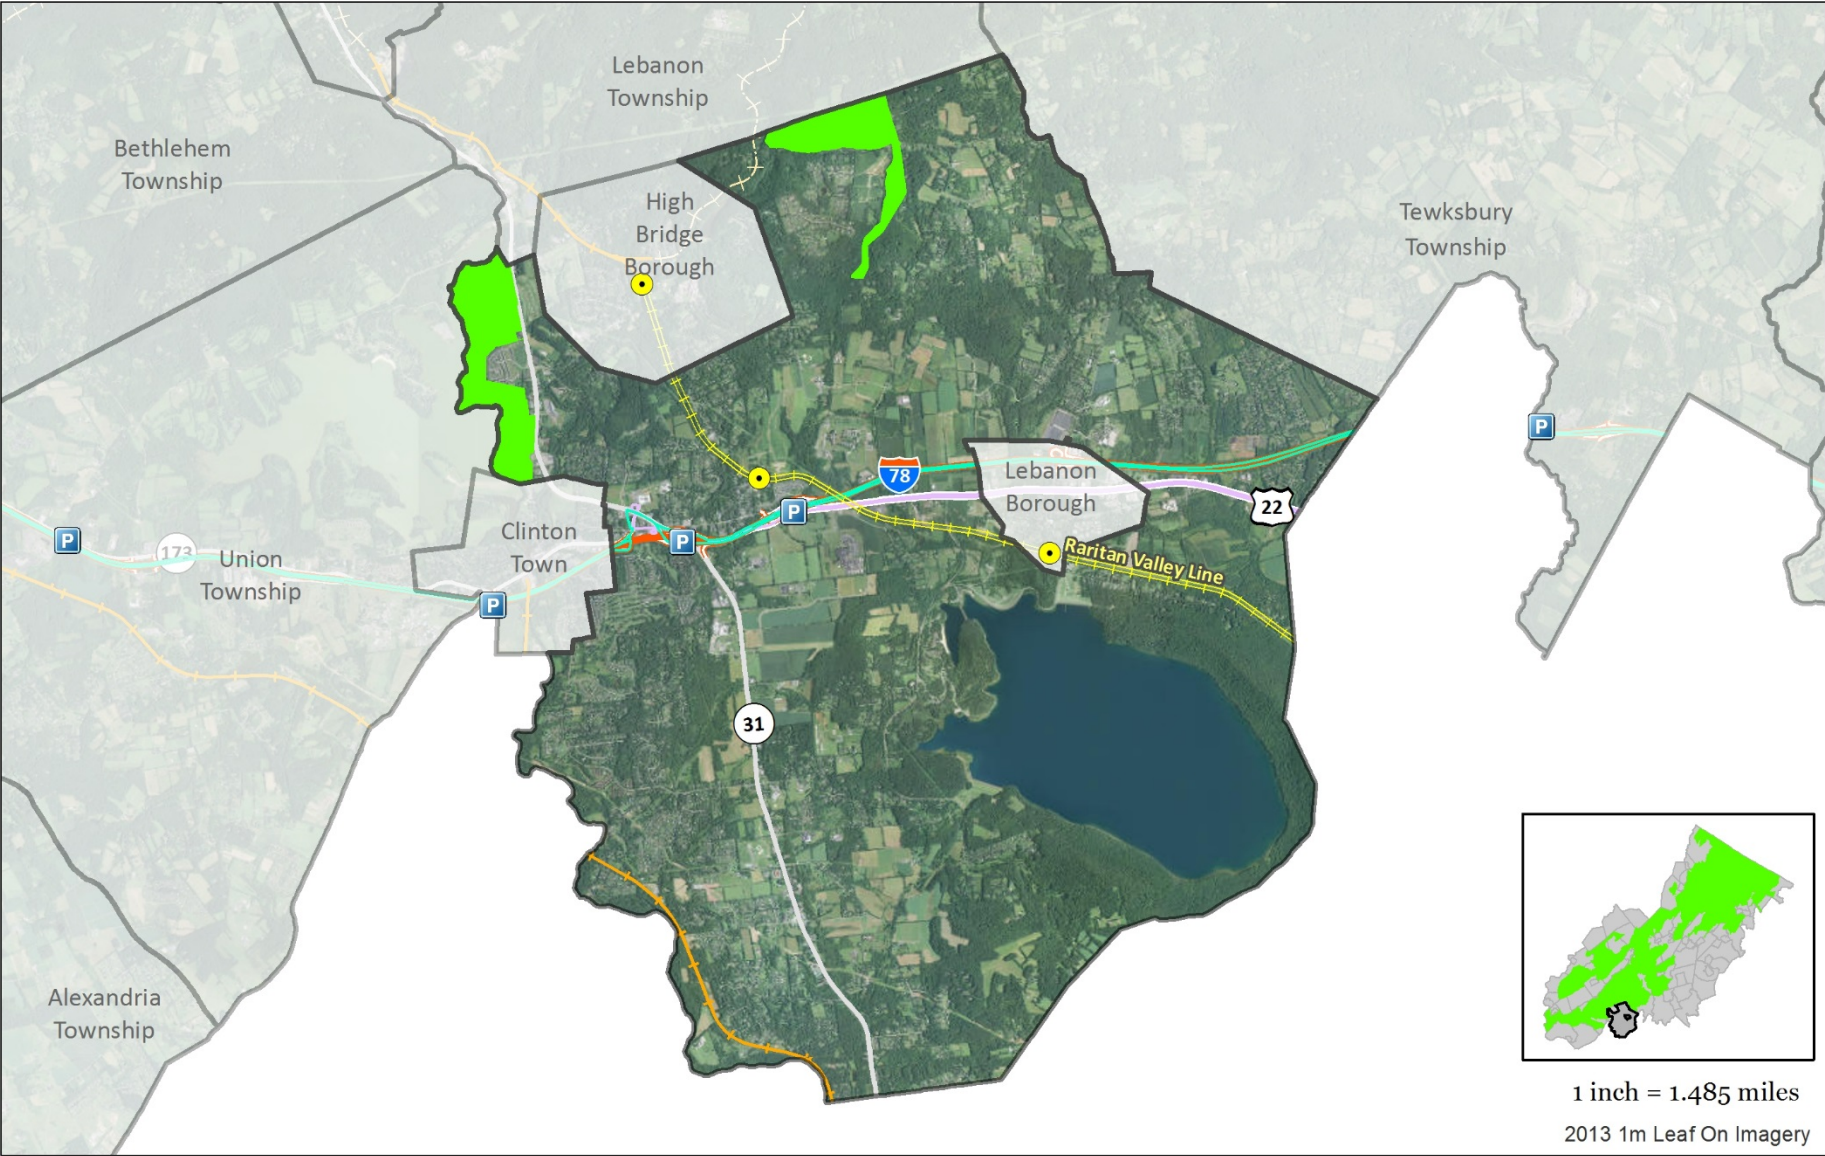 Lebanon
Township
Bethlehem
Township
High
Bridge
Borough
Tewksbury
Township
78
Lebanon
Borough
22
P
P
Clinton
Town
P
P
173
Union
Township
P
Raritan Valley Line
31
Alexandria
Township
P
1 inch = 1.485 miles
2013 1m Leaf On Imagery